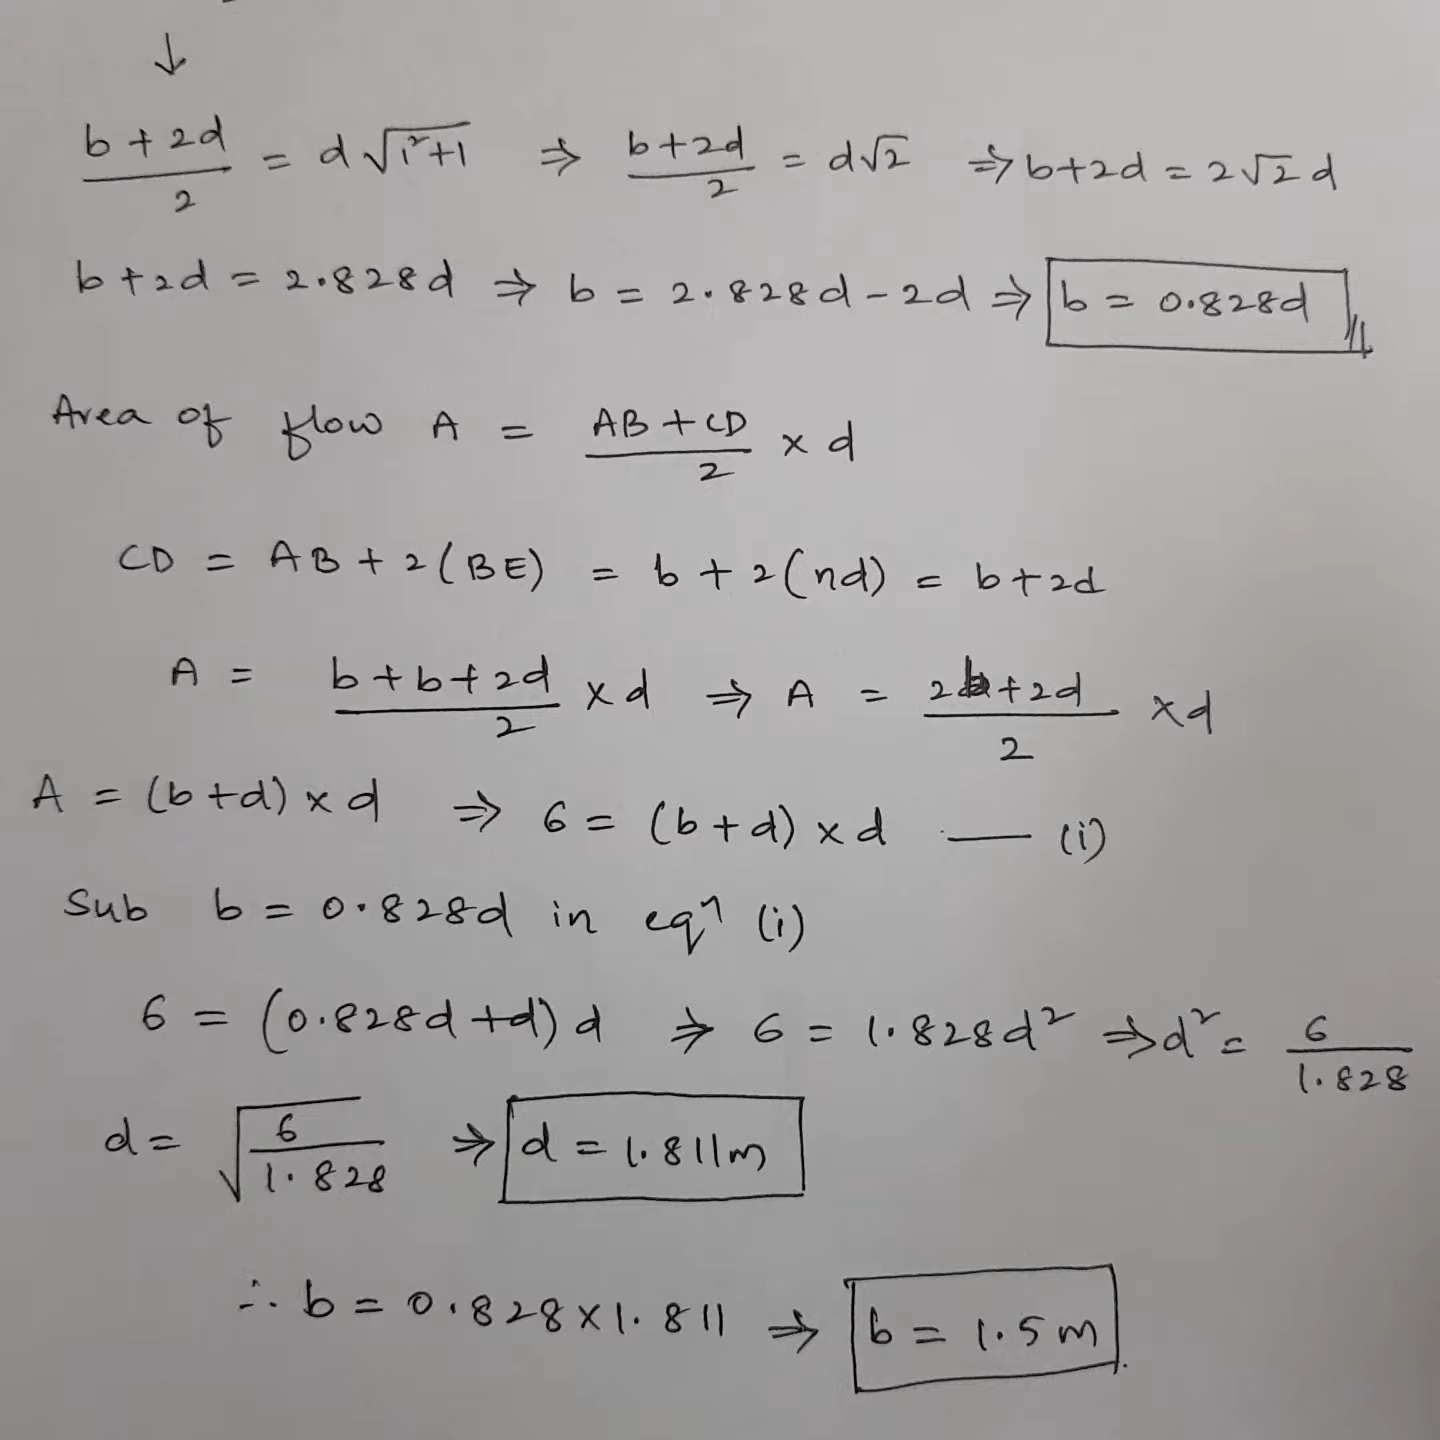 ↓
(b + 2d)/2 = d√(1²+1) ⇒ (b+2d)/2 = d√2 ⇒ b+2d = 2√2 d
b + 2d = 2.828d ⇒ b = 2.828d - 2d ⇒ b = 0.828d
Area of flow A = (AB + CD)/2 × d
CD = AB + 2(BE) = b + 2(nd) = b + 2d
A = (b + b + 2d)/2 × d ⇒ A = (2b + 2d)/2 × d
A = (b + d) × d ⇒ 6 = (b + d) × d — (i)
Sub b = 0.828d in eqⁿ (i)
6 = (0.828d + d) d ⇒ 6 = 1.828d² ⇒ d² = 6/1.828
d = √(6/1.828) ⇒ d = 1.811m
∴ b = 0.828 × 1.811 ⇒ b = 1.5 m